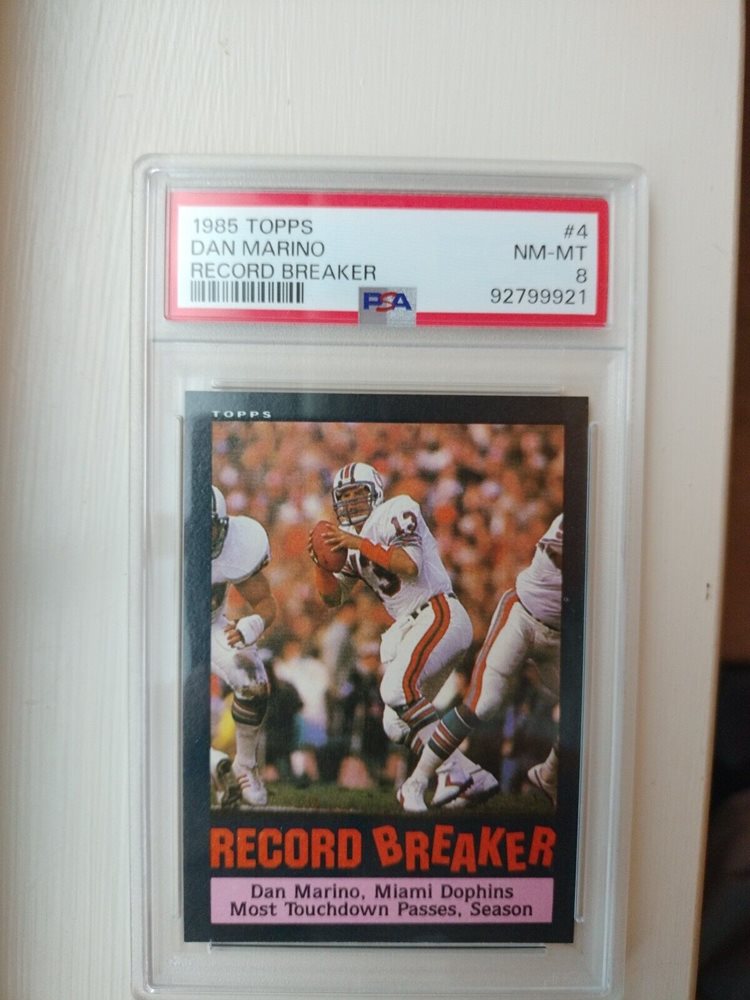 1985 TOPPS #4
DAN MARINO NM-MT
RECORD BREAKER 8
PSA 92799921
TOPPS
13
13
RECORD BREAKER
Dan Marino, Miami Dophins
Most Touchdown Passes, Season